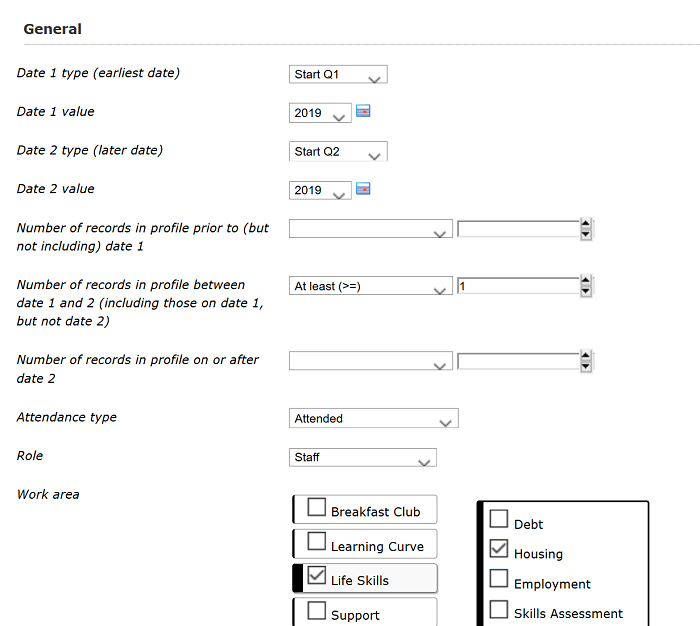 General
Date 1 type (earliest date) Start Q1
Date 1 value 2019
Date 2 type (later date) Start Q2
Date 2 value 2019
Number of records in profile prior to (but
not including) date 1
Number of records in profile between
date 1 and 2 (including those on date 1, At least (>=) 1
but not date 2)
Number of records in profile on or after
date 2
Attendance type Attended
Role Staff
Work area
Breakfast Club
Learning Curve
Life Skills
Support
Debt
Housing
Employment
Skills Assessment